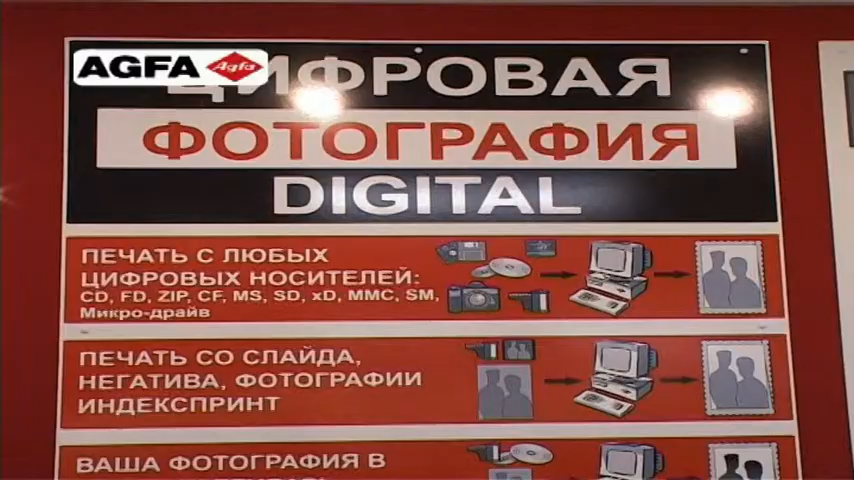 AGFA Agfa
ЦИФРОВАЯ
ФОТОГРАФИЯ
DIGITAL
ПЕЧАТЬ С ЛЮБЫХ
ЦИФРОВЫХ НОСИТЕЛЕЙ:
CD, FD, ZIP, CF, MS, SD, xD, MMC, SM,
Микро-драйв
ПЕЧАТЬ СО СЛАЙДА,
НЕГАТИВА, ФОТОГРАФИИ
ИНДЕКСПРИНТ
ВАША ФОТОГРАФИЯ В